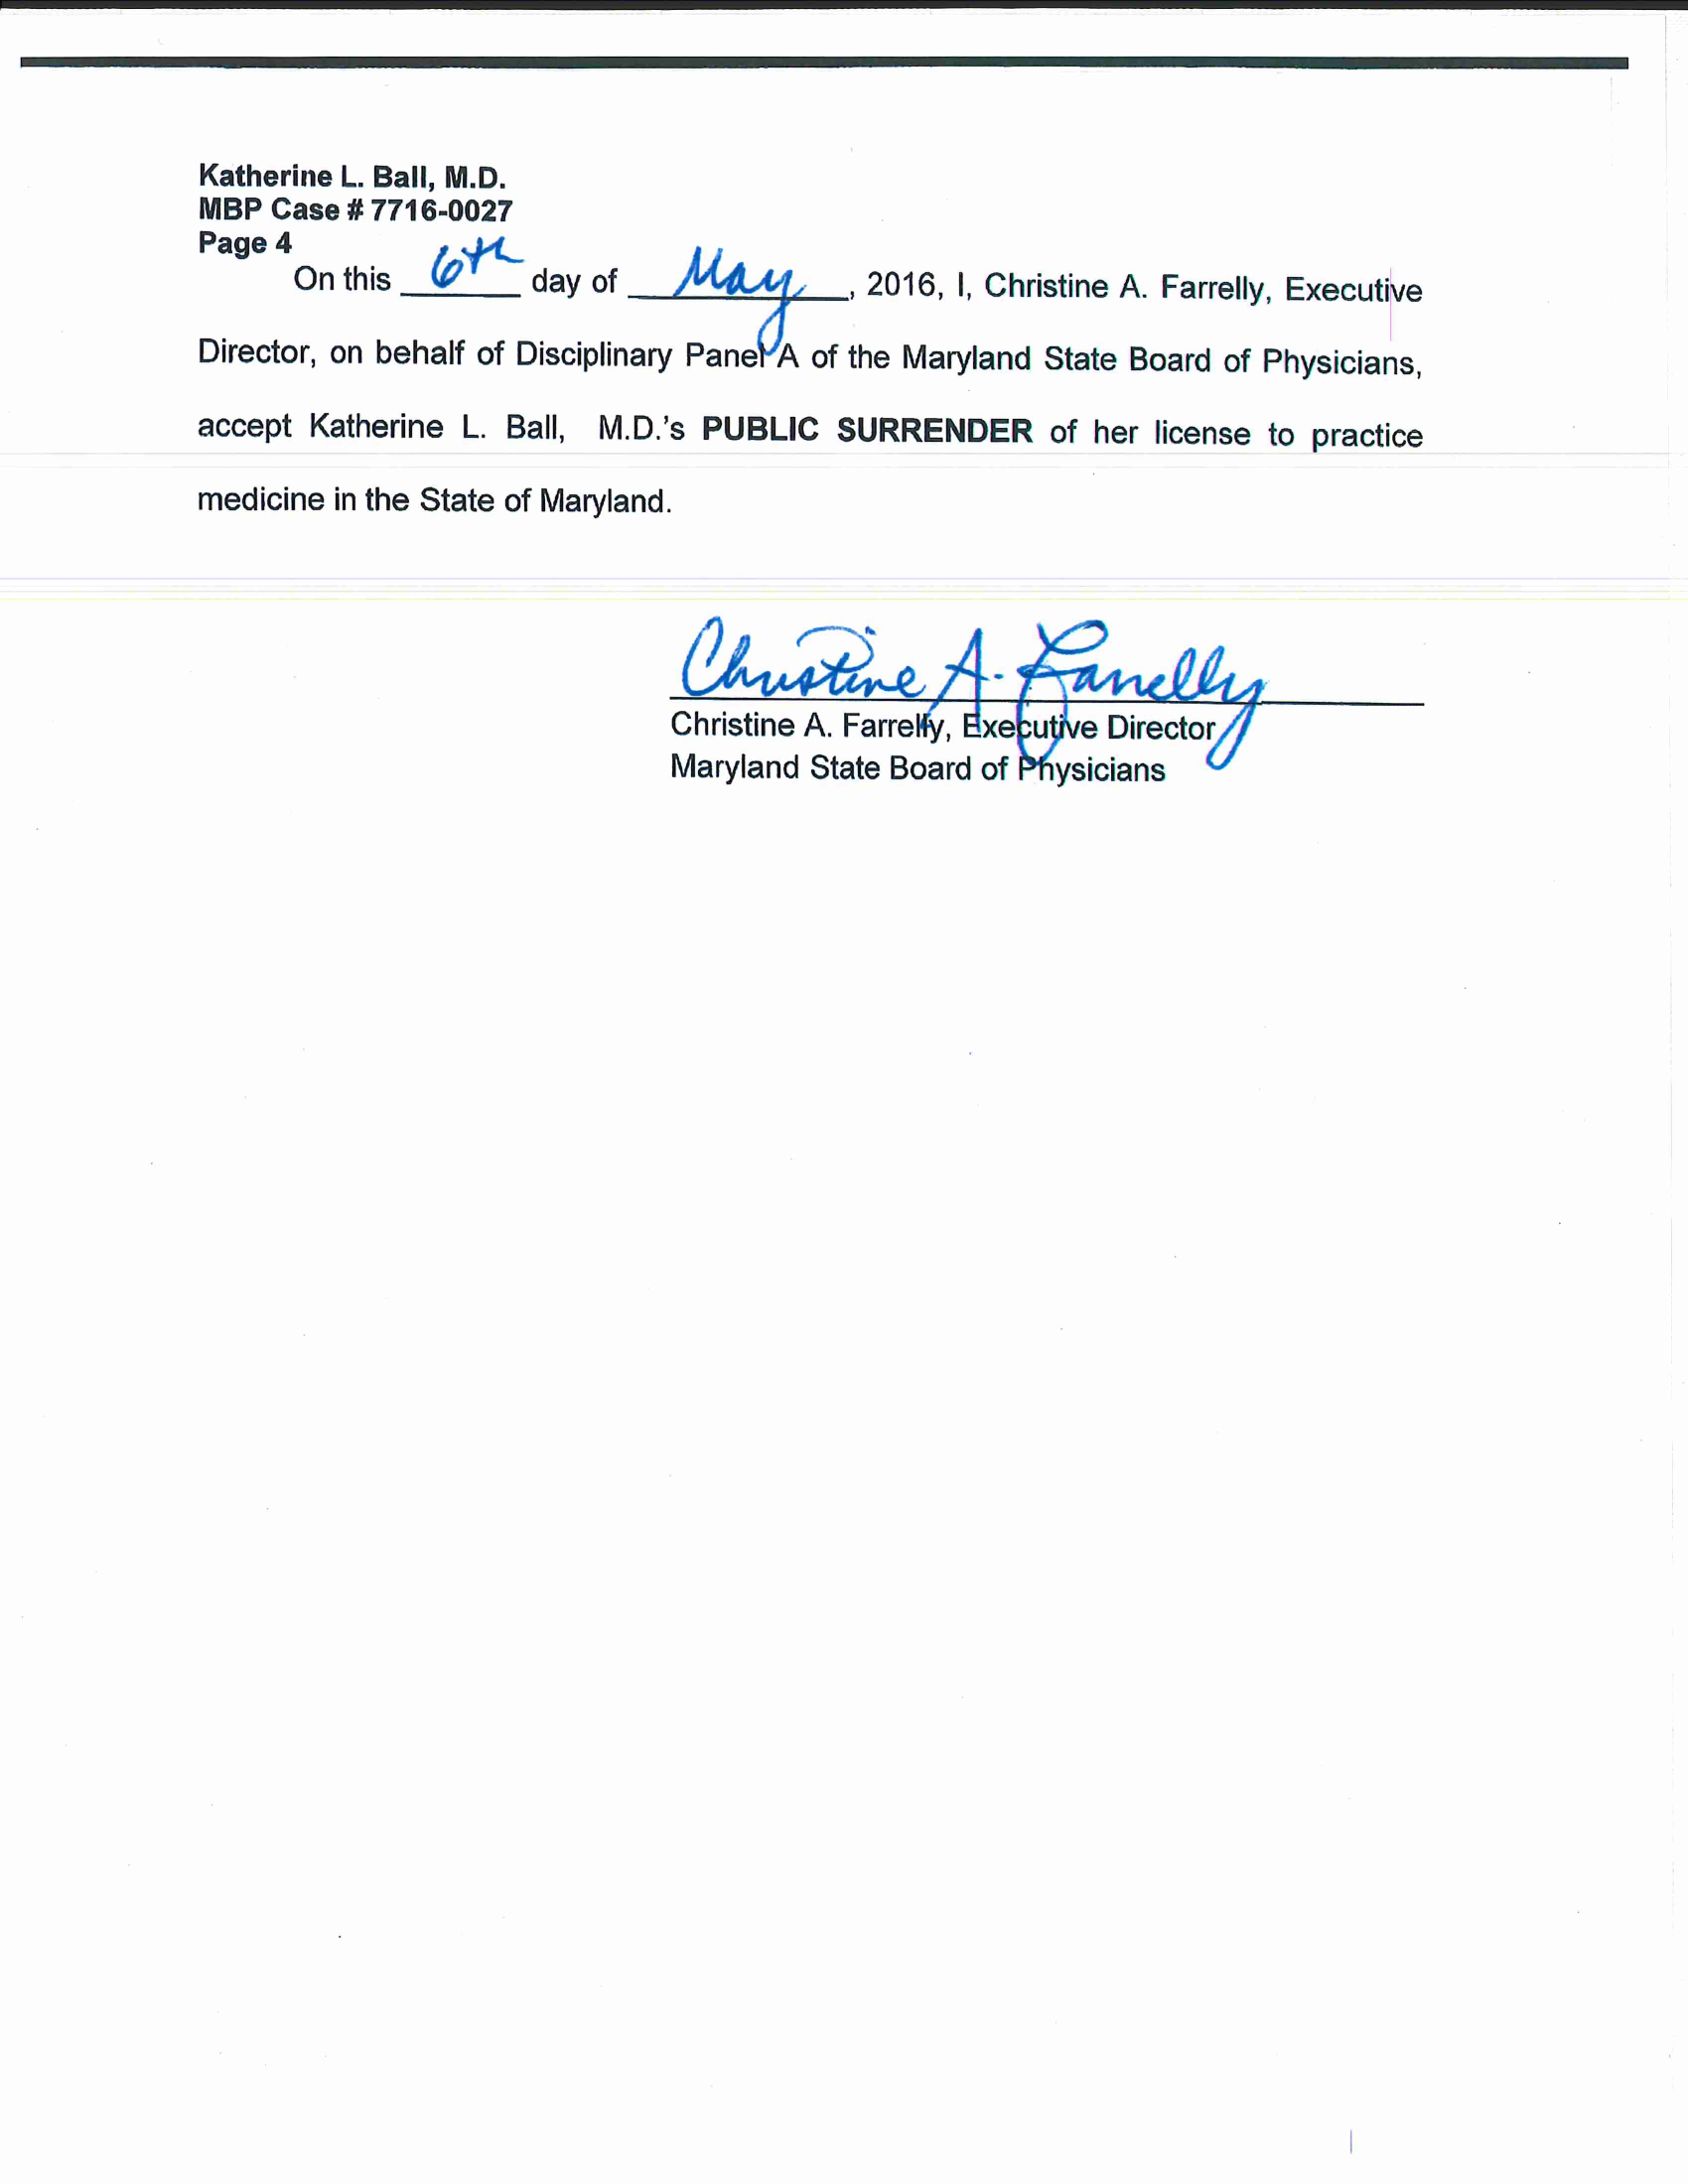 Katherine L. Ball, M.D.
MBP Case # 7716-0027
Page 4
On this 6th day of May, 2016, I, Christine A. Farrelly, Executive
Director, on behalf of Disciplinary Panel A of the Maryland State Board of Physicians,
accept Katherine L. Ball, M.D.'s PUBLIC SURRENDER of her license to practice
medicine in the State of Maryland.
Christine A. Farrelly
Christine A. Farrelly, Executive Director
Maryland State Board of Physicians